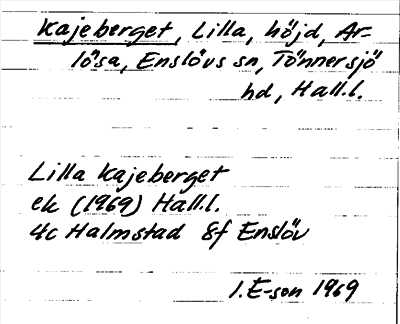 Kajeberget, Lilla, höjd, Ar-
lösa, Enslövs sn, Tönnersjö
hd, Hall.l.
Lilla Kajeberget
ek (1969) Hall.l.
4c Halmstad 8f Enslöv
I.E-son 1969